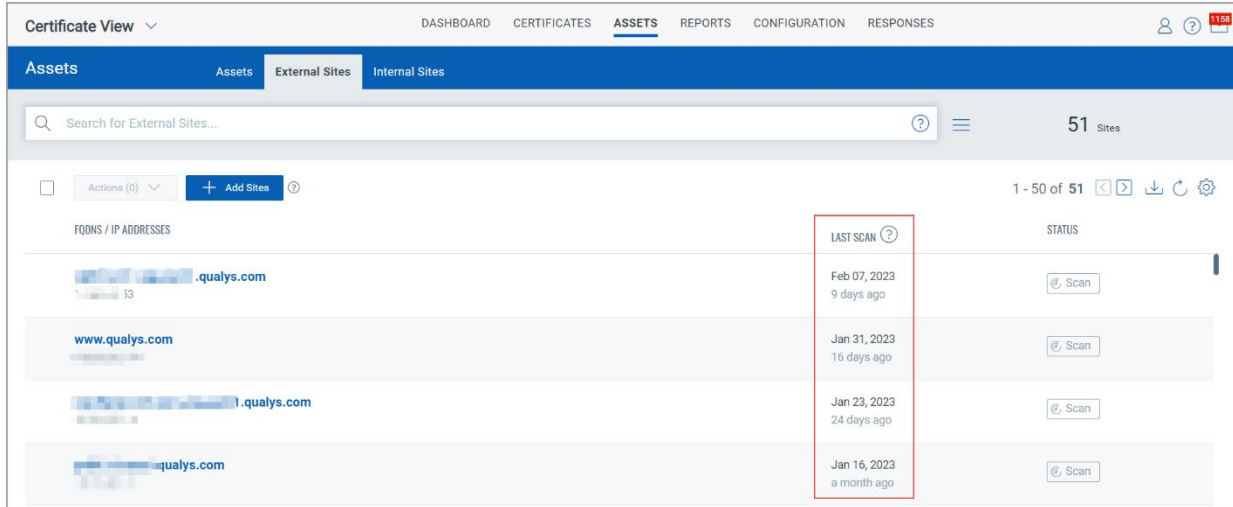 Certificate View
DASHBOARD CERTIFICATES ASSETS REPORTS CONFIGURATION RESPONSES
1158
Assets
Assets External Sites Internal Sites
Search for External Sites...
51 Sites
Actions (0)
Add Sites
1 - 50 of 51
FQDNS / IP ADDRESSES LAST SCAN STATUS
.qualys.com Feb 07, 2023 Scan
53 9 days ago
www.qualys.com Jan 31, 2023 Scan
16 days ago
1.qualys.com Jan 23, 2023 Scan
24 days ago
qualys.com Jan 16, 2023 Scan
a month ago